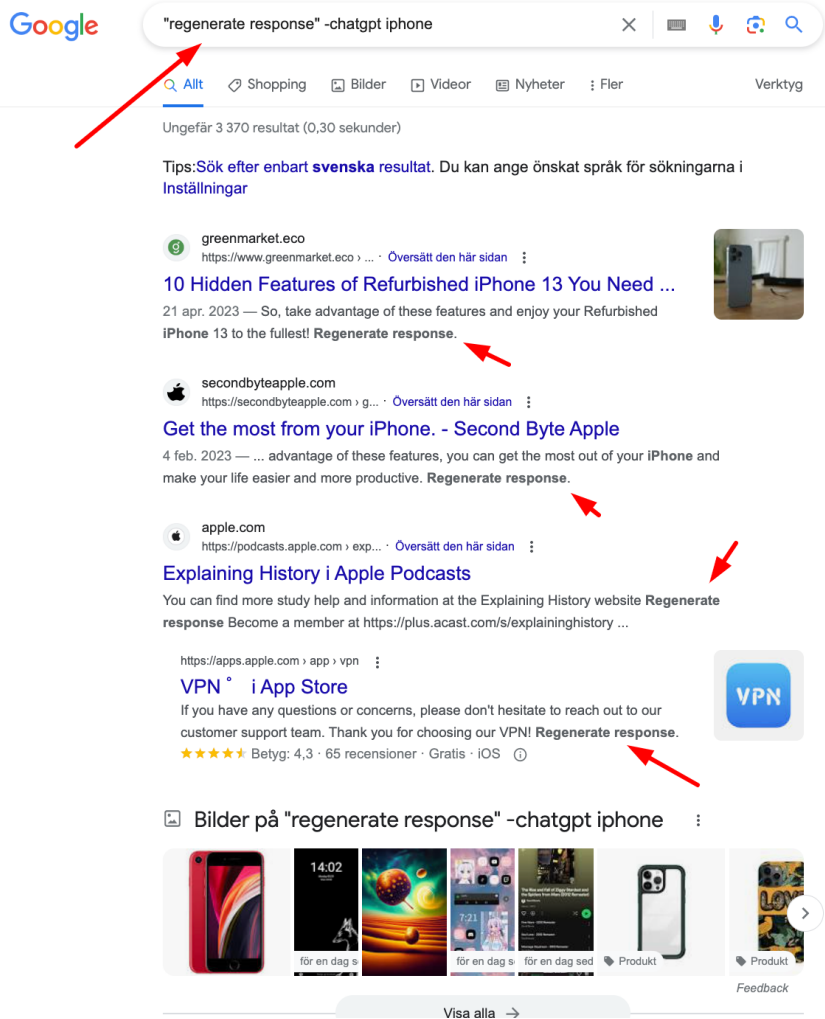 Google
"regenerate response" -chatgpt iphone
Allt Shopping Bilder Videor Nyheter Fler Verktyg
Ungefär 3 370 resultat (0,30 sekunder)
Tips:Sök efter enbart svenska resultat. Du kan ange önskat språk för sökningarna i
Inställningar
greenmarket.eco
https://www.greenmarket.eco › ... · Översätt den här sidan
10 Hidden Features of Refurbished iPhone 13 You Need ...
21 apr. 2023 — So, take advantage of these features and enjoy your Refurbished
iPhone 13 to the fullest! Regenerate response.
secondbyteapple.com
https://secondbyteapple.com › g... · Översätt den här sidan
Get the most from your iPhone. - Second Byte Apple
4 feb. 2023 — ... advantage of these features, you can get the most out of your iPhone and
make your life easier and more productive. Regenerate response.
apple.com
https://podcasts.apple.com › exp... · Översätt den här sidan
Explaining History i Apple Podcasts
You can find more study help and information at the Explaining History website Regenerate
response Become a member at https://plus.acast.com/s/explaininghistory ...
https://apps.apple.com › app › vpn
VPN ° i App Store
If you have any questions or concerns, please don't hesitate to reach out to our
customer support team. Thank you for choosing our VPN! Regenerate response.
Betyg: 4,3 · 65 recensioner · Gratis · iOS
VPN
Bilder på "regenerate response" -chatgpt iphone
14:02
7:21
LOVE
för en dag s
för en dag s
för en dag sed
Produkt
Produkt
Feedback
Visa alla